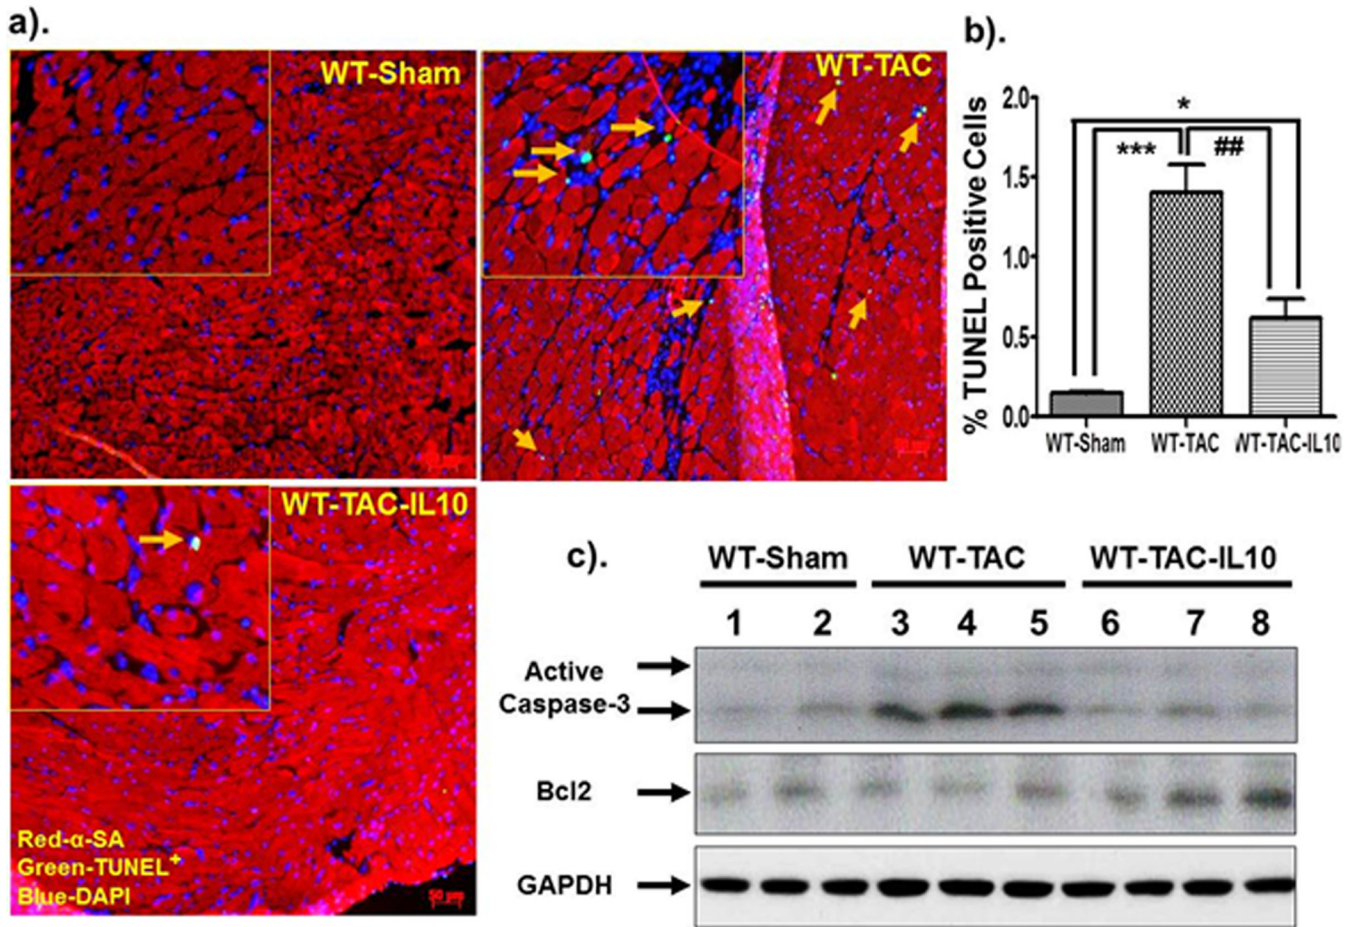 a).
WT-Sham
WT-TAC
WT-TAC-IL10
Red-α-SA
Green-TUNEL+
Blue-DAPI
50 µm
b).
% TUNEL Positive Cells
2.0
1.5
1.0
0.5
0.0
*
***
##
WT-Sham
WT-TAC
WT-TAC-IL10
c).
WT-Sham WT-TAC WT-TAC-IL10
1 2 3 4 5 6 7 8
Active
Caspase-3
Bcl2
GAPDH